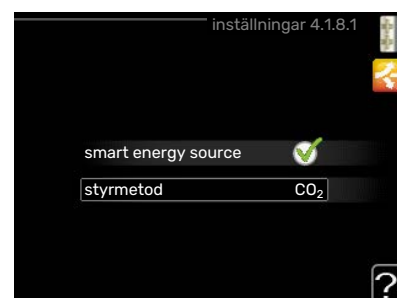 inställningar 4.1.8.1
smart energy source
styrmetod CO₂
?